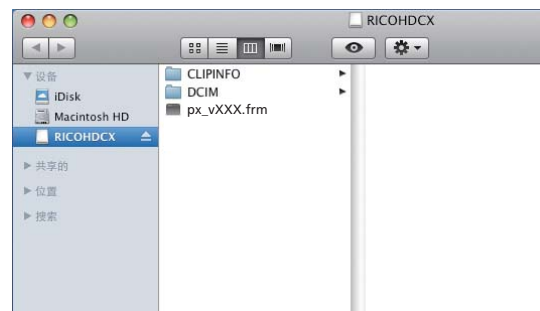 RICOHDCX
设备
iDisk
Macintosh HD
RICOHDCX
共享的
位置
搜索
CLIPINFO
DCIM
px_vXXX.frm